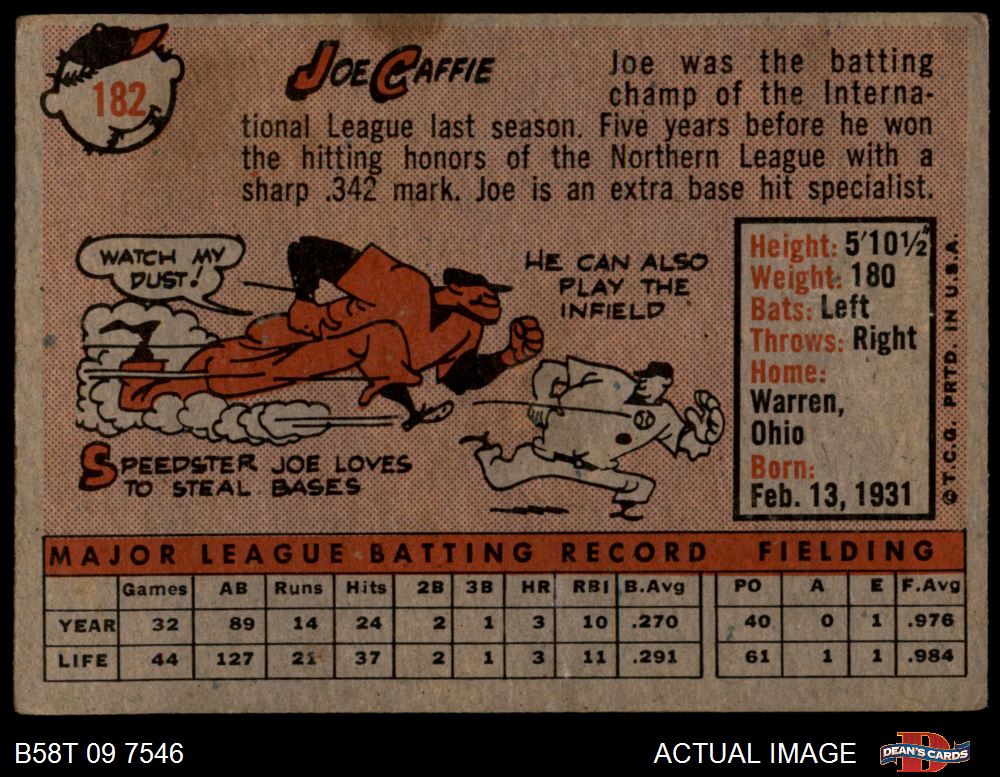 182
JOE CAFFIE
Joe was the batting
champ of the Interna-
tional League last season. Five years before he won
the hitting honors of the Northern League with a
sharp .342 mark. Joe is an extra base hit specialist.
WATCH MY
DUST!
HE CAN ALSO
PLAY THE
INFIELD
SPEEDSTER JOE LOVES
TO STEAL BASES
Height: 5'10½"
Weight: 180
Bats: Left
Throws: Right
Home:
Warren,
Ohio
Born:
Feb. 13, 1931
© T.C.G. PRTD. IN U.S.A.
MAJOR LEAGUE BATTING RECORD FIELDING
Games AB Runs Hits 2B 3B HR RBI B.Avg PO A E F.Avg
YEAR 32 89 14 24 2 1 3 10 .270 40 0 1 .976
LIFE 44 127 21 37 2 1 3 11 .291 61 1 1 .984
B58T 09 7546
ACTUAL IMAGE
DEAN'S CARDS